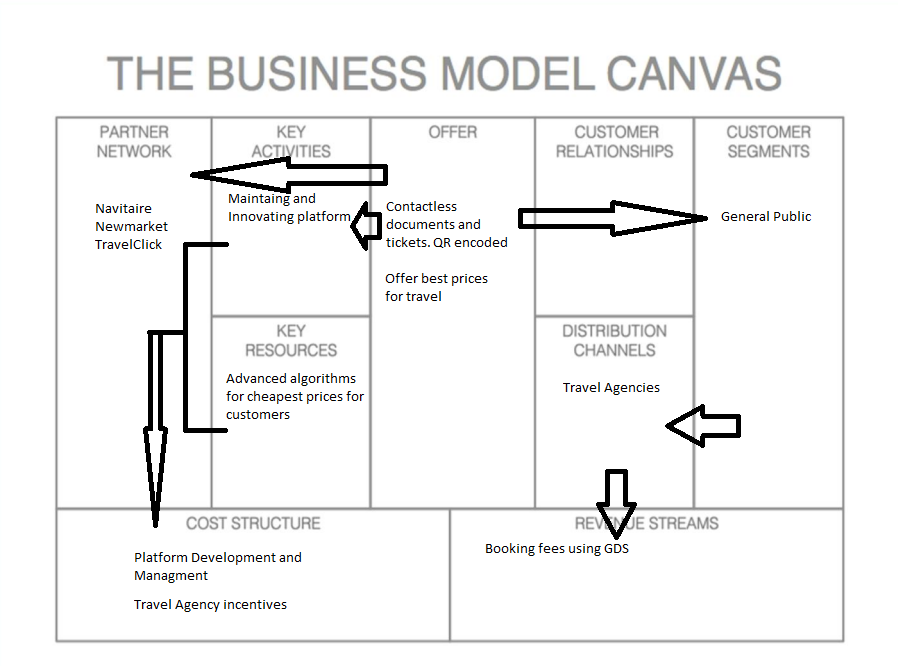 THE BUSINESS MODEL CANVAS
PARTNER
NETWORK
Navitaire
Newmarket
TravelClick
KEY
ACTIVITIES
Maintaing and
Innovating platform
KEY
RESOURCES
Advanced algorithms
for cheapest prices for
customers
OFFER
Contactless
documents and
tickets. QR encoded
Offer best prices
for travel
CUSTOMER
RELATIONSHIPS
DISTRIBUTION
CHANNELS
Travel Agencies
CUSTOMER
SEGMENTS
General Public
COST STRUCTURE
Platform Development and
Managment
Travel Agency incentives
REVENUE STREAMS
Booking fees using GDS